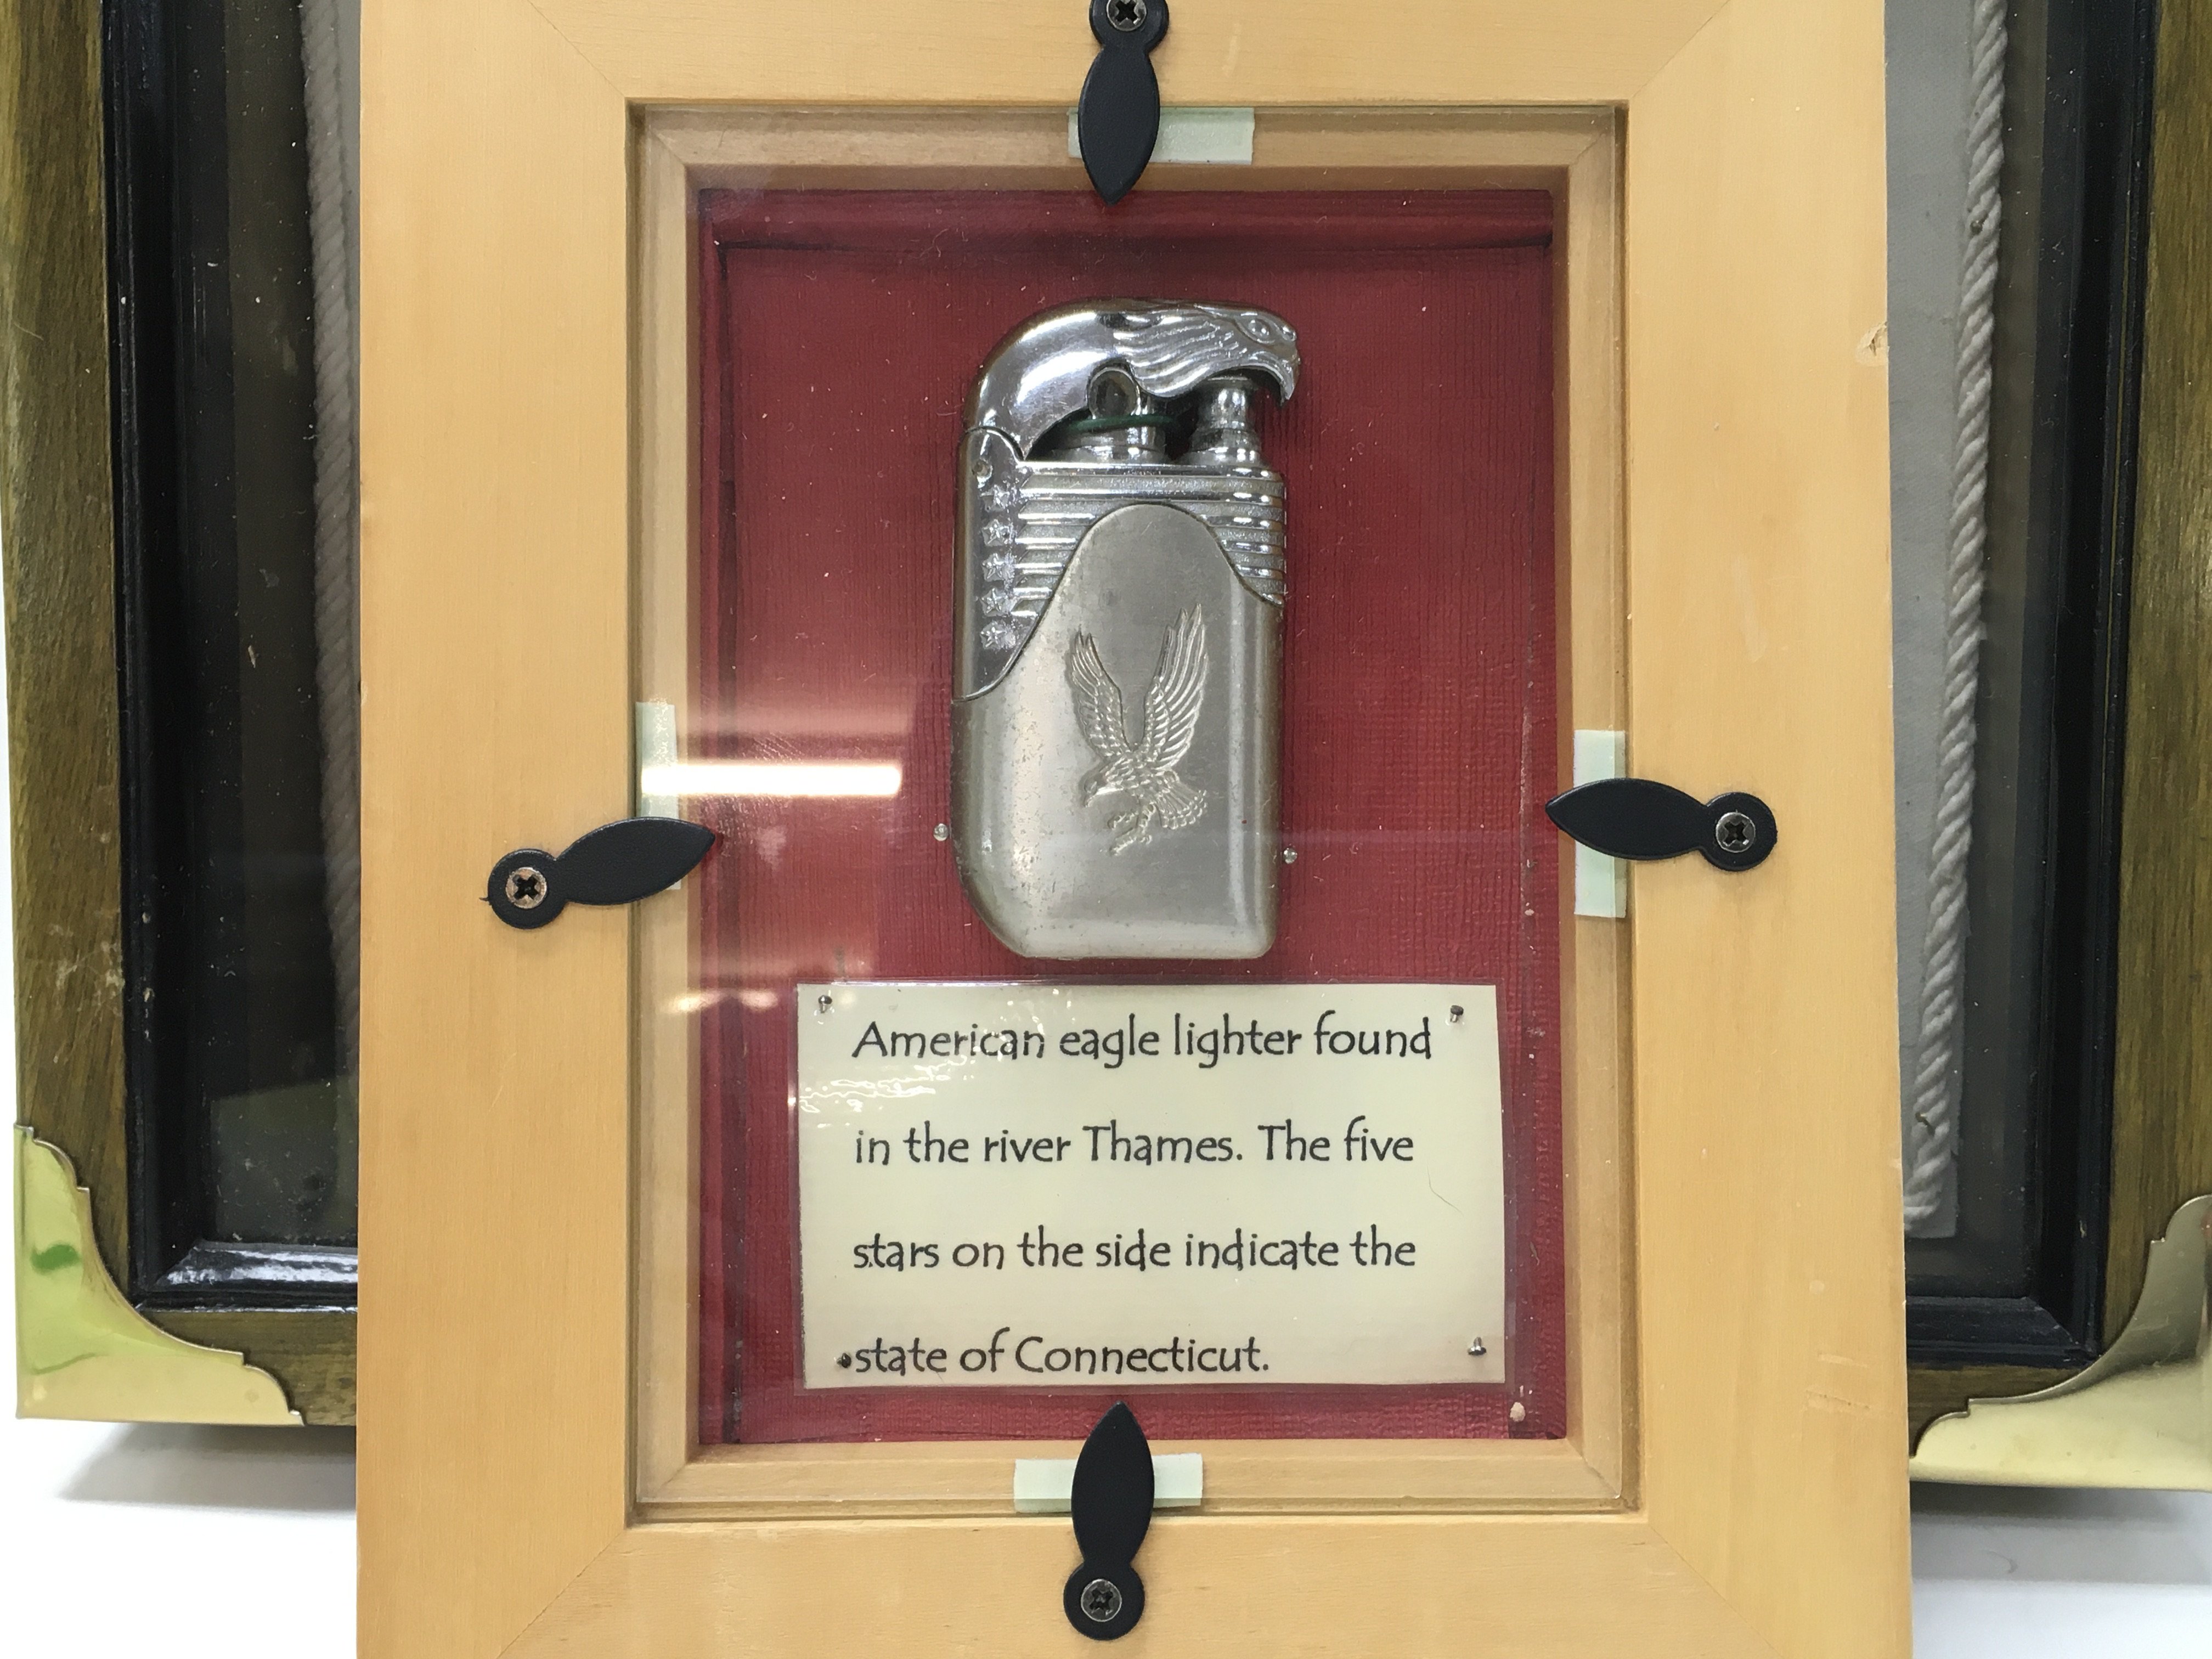 American eagle lighter found
in the river Thames. The five
stars on the side indicate the
state of Connecticut.